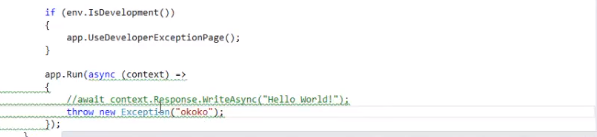 if (env.IsDevelopment())
{
app.UseDeveloperExceptionPage();
}
app.Run(async (context) =>
{
//await context.Response.WriteAsync("Hello World!");
throw new Exception("okoko");
});
}